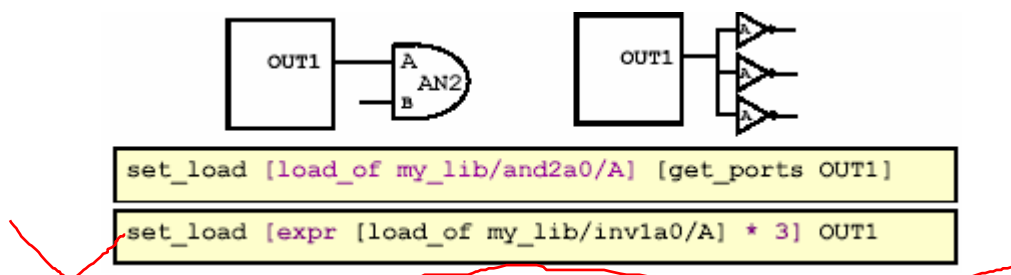 OUT1
A
AN2
B
OUT1
A
A
A
set_load [load_of my_lib/and2a0/A] [get_ports OUT1]
set_load [expr [load_of my_lib/inv1a0/A] * 3] OUT1